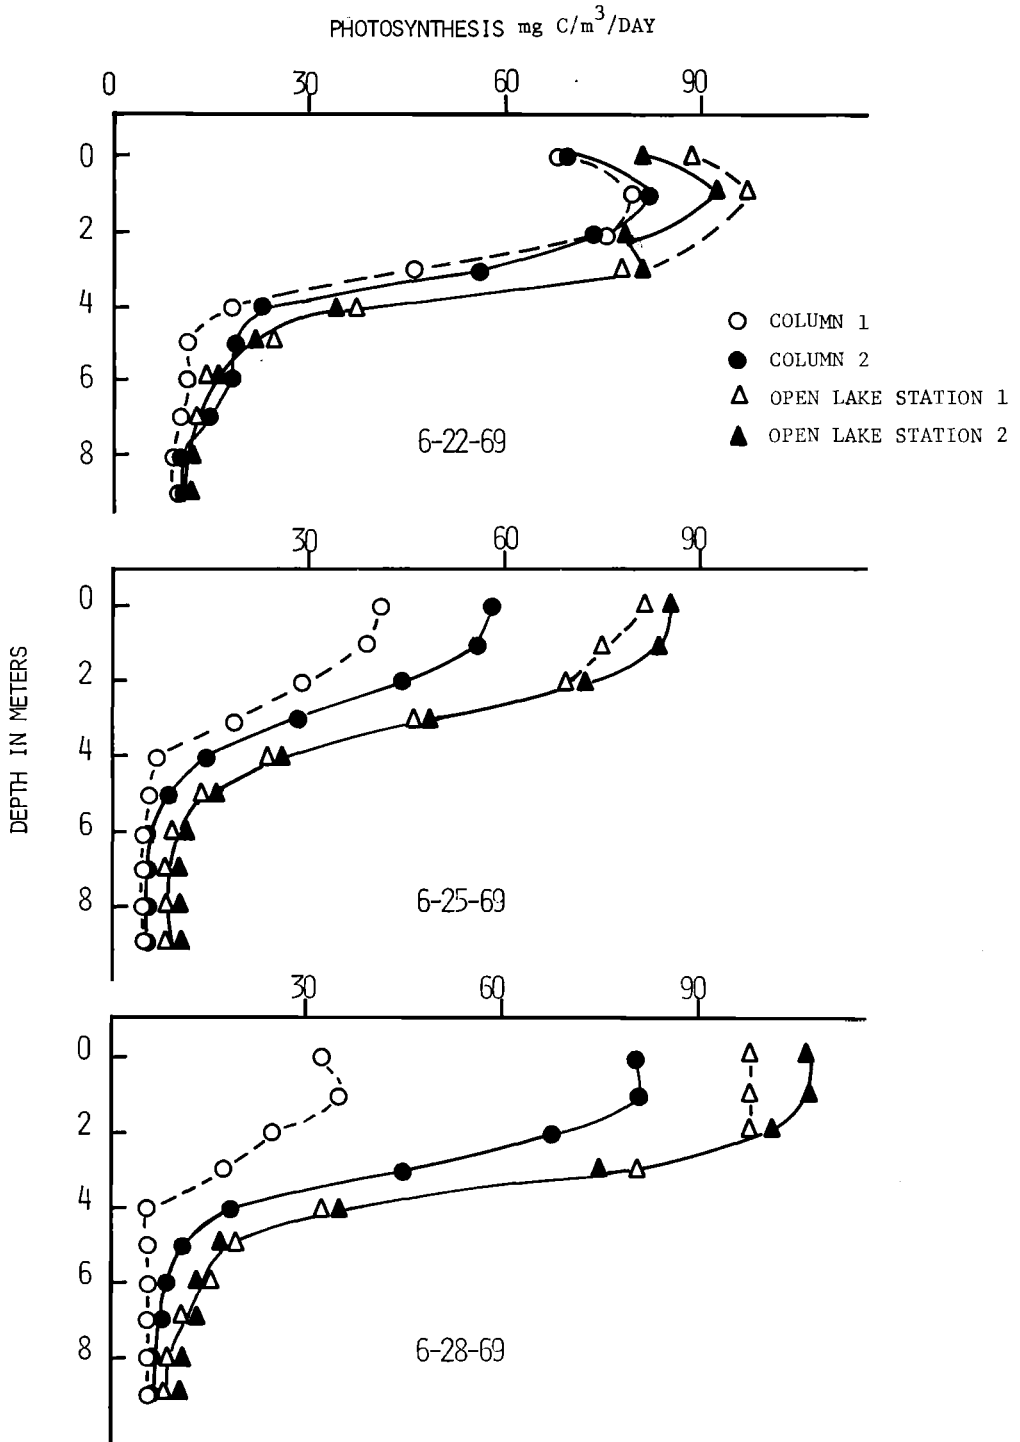 PHOTOSYNTHESIS mg C/m³/DAY
0 30 60 90
0
2
4
6
8
COLUMN 1
COLUMN 2
OPEN LAKE STATION 1
OPEN LAKE STATION 2
6-22-69
30 60 90
0
2
4
6
8
DEPTH IN METERS
6-25-69
30 60 90
0
2
4
6
8
6-28-69